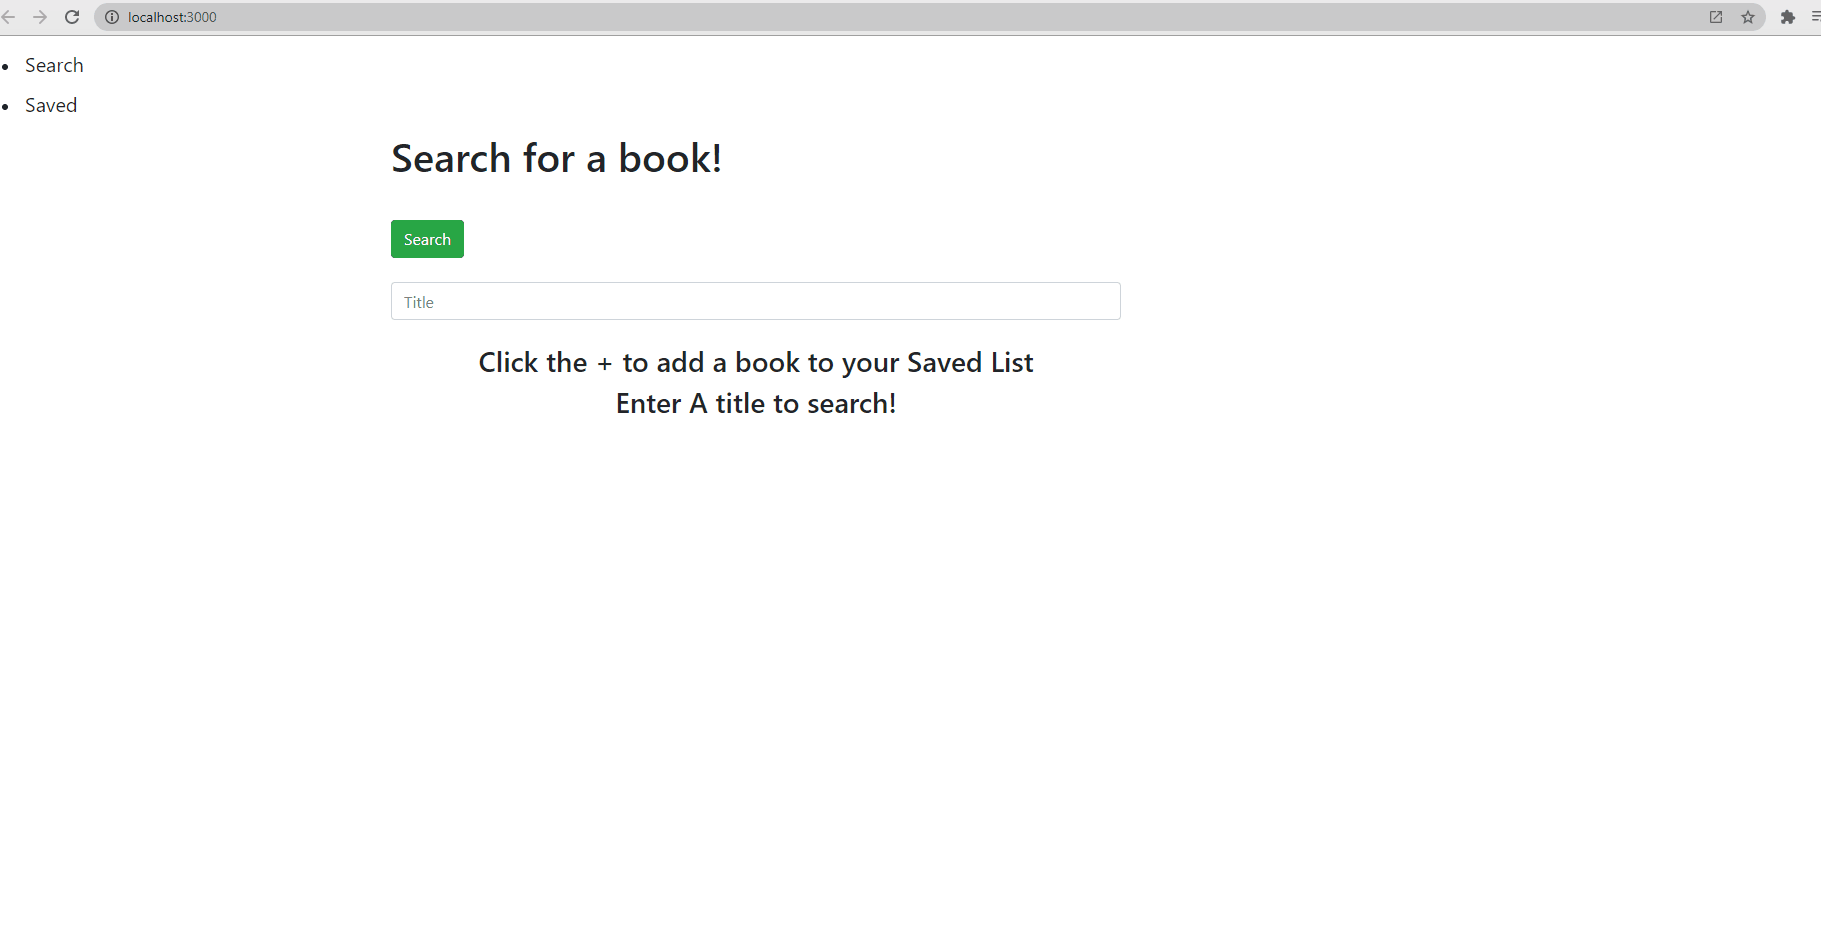 localhost:3000
Search
Saved
Search for a book!
Search
Title
Click the + to add a book to your Saved List
Enter A title to search!